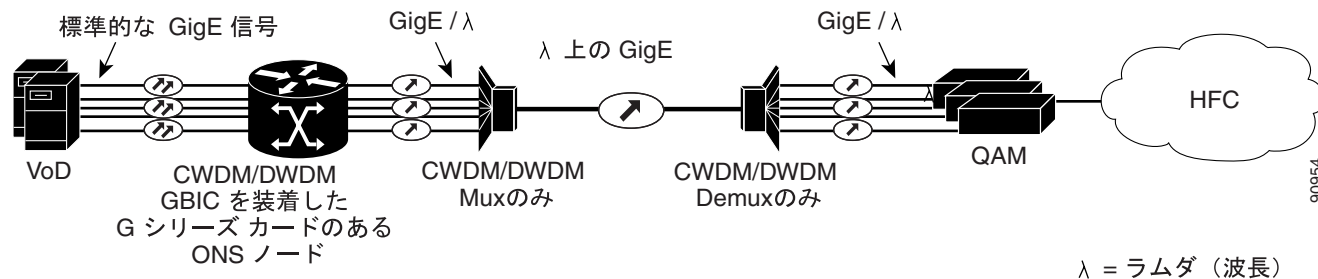 標準的な GigE 信号
GigE / λ
λ 上の GigE
GigE / λ
λ
HFC
VoD
QAM
CWDM/DWDM
GBIC を装着した
G シリーズ カードのある
ONS ノード
CWDM/DWDM
Muxのみ
CWDM/DWDM
Demuxのみ
90954
λ = ラムダ（波長）